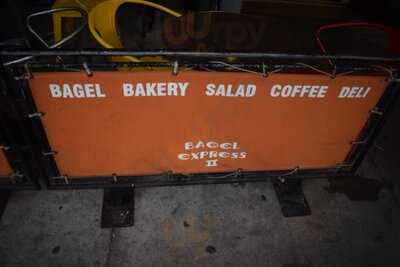 BAGEL BAKERY SALAD COFFEE DELI
BAGEL
EXPRESS
II